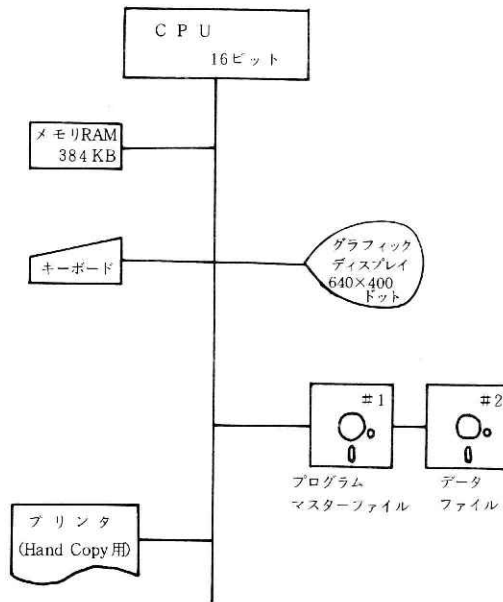 CPU
16ビット
メモリRAM
384KB
キーボード
グラフィック
ディスプレイ
640×400
ドット
#1
#2
プログラム
マスターファイル
データ
ファイル
プリンタ
(Hand Copy用)